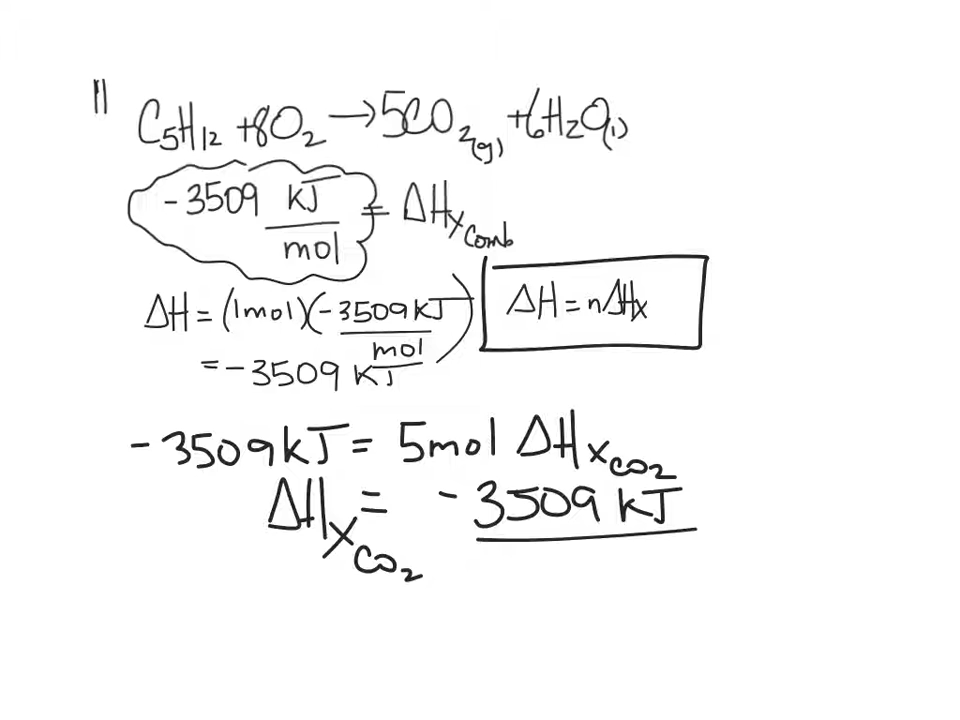 11
C₅H₁₂ + 8O₂ → 5CO₂(g) + 6H₂O(l)
-3509 kJ/mol = ΔHx comb
ΔH = (1mol)(-3509 kJ/mol)
ΔH = nΔHx
= -3509 kJ
-3509 kJ = 5mol ΔHx CO₂
ΔHx CO₂ = -3509 kJ